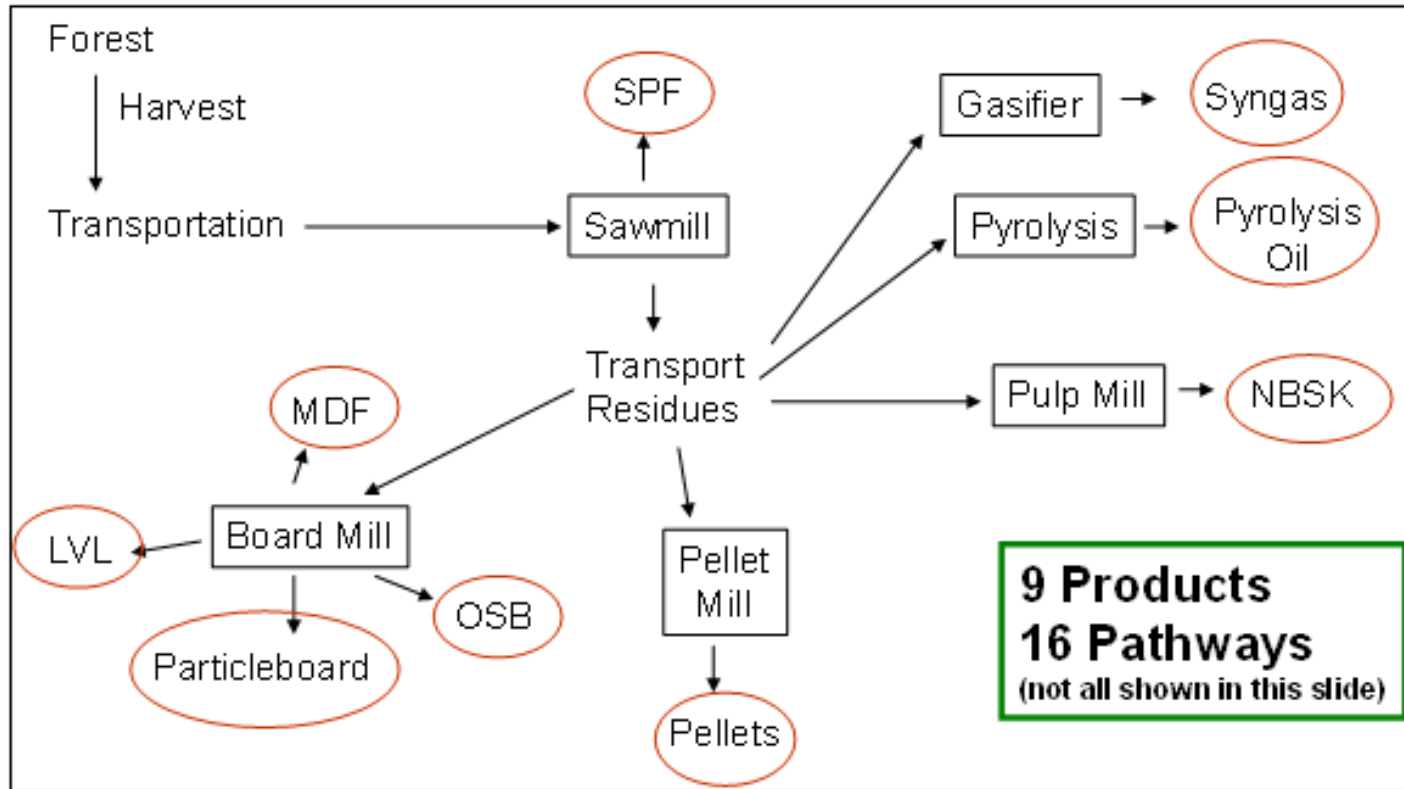 Forest
Harvest
Transportation
SPF
Sawmill
Gasifier
Syngas
Pyrolysis
Pyrolysis
Oil
Transport
Residues
Pulp Mill
NBSK
MDF
LVL
Board Mill
OSB
Particleboard
Pellet
Mill
Pellets
9 Products
16 Pathways
(not all shown in this slide)